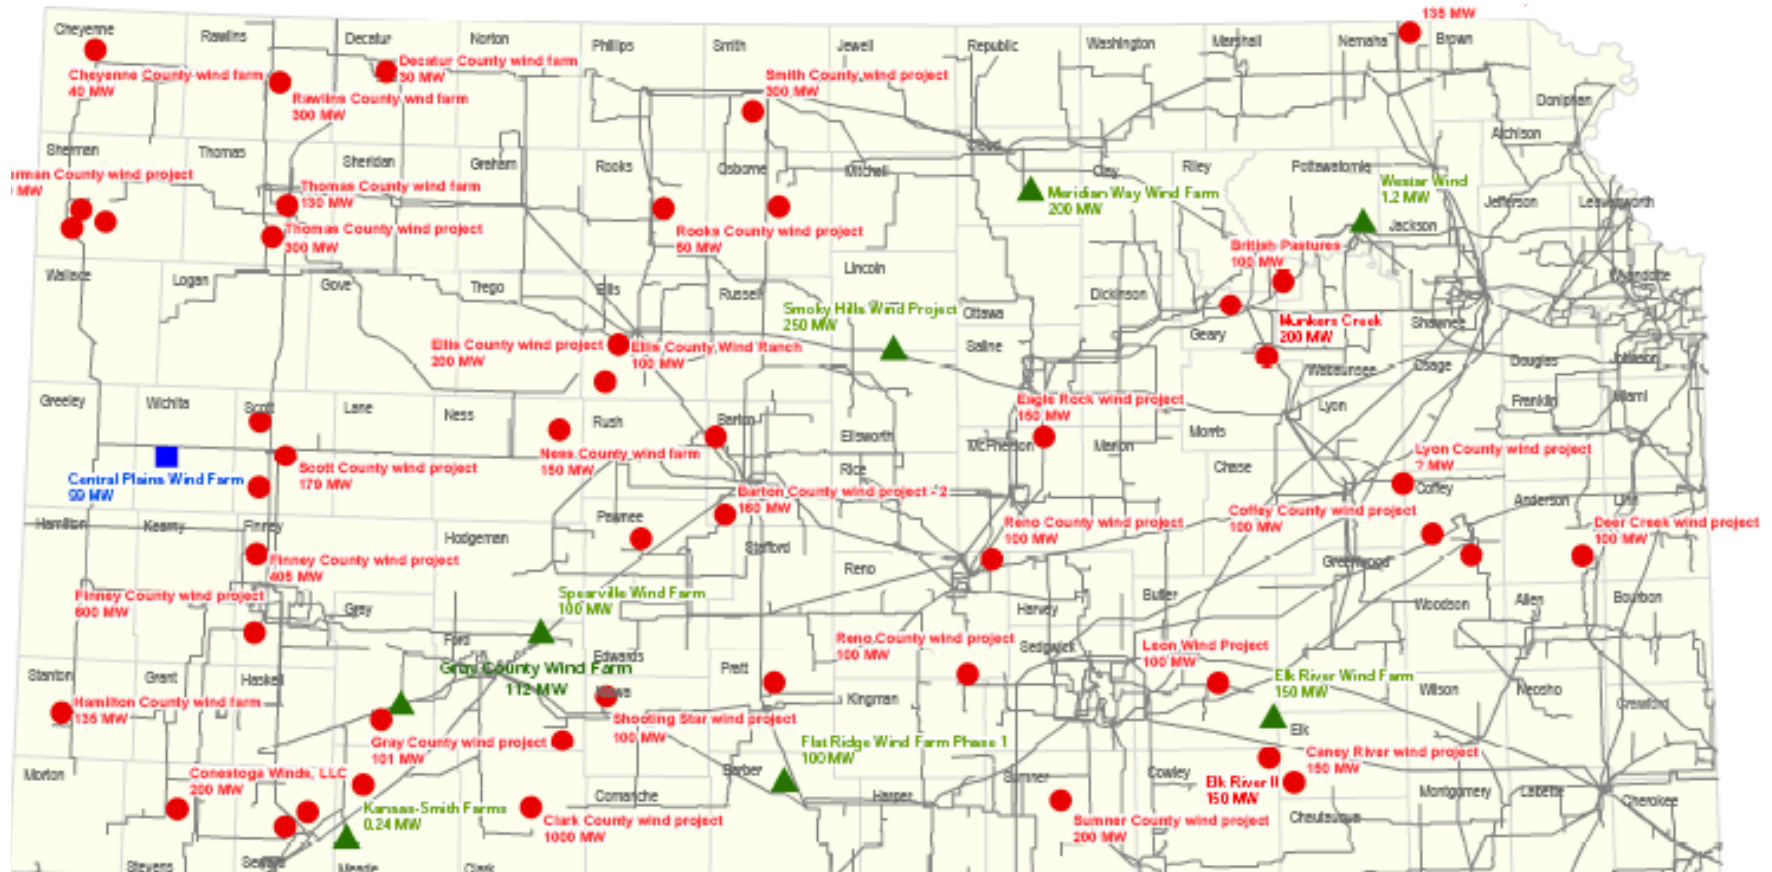 135 MW
Cheyenne
Rawlins
Decatur
Norton
Phillips
Smith
Jewell
Republic
Washington
Marshall
Nemaha
Brown
Cheyenne County wind farm
40 MW
Rawlins County wnd farm
300 MW
Decatur County wind farm
30 MW
Smith County wind project
300 MW
Doniphan
Atchison
Sherman
Thomas
Sheridan
Graham
Rooks
Osborne
Mitchell
Cloud
Clay
Riley
Pottawatomie
Jackson
Jefferson
Leavenworth
erman County wind project
MW
Thomas County wind farm
130 MW
Thomas County wind project
300 MW
Rooks County wind project
50 MW
Meridian Way Wind Farm
200 MW
Westar Wind
1.2 MW
British Pastures
100 MW
Wallace
Logan
Gove
Trego
Ellis
Russell
Lincoln
Ottawa
Saline
Dickinson
Geary
Wabaunsee
Shawnee
Osage
Douglas
Johnson
Wyandotte
Ellis County wind project
200 MW
Ellis County Wind Ranch
100 MW
Smoky Hills Wind Project
250 MW
Munkers Creek
200 MW
Greeley
Wichita
Scott
Lane
Ness
Rush
Barton
Ellsworth
Rice
McPherson
Marion
Morris
Chase
Lyon
Franklin
Miami
Central Plains Wind Farm
99 MW
Scott County wind project
179 MW
Ness County wind farm
150 MW
Barton County wind project - 2
160 MW
Eagle Rock wind project
150 MW
Lyon County wind project
? MW
Coffey
Anderson
Linn
Hamilton
Kearny
Finney
Hodgeman
Pawnee
Stafford
Reno
Harvey
Butler
Greenwood
Woodson
Allen
Bourbon
Finney County wind project
405 MW
Finney County wind project
600 MW
Reno County wind project
100 MW
Coffey County wind project
100 MW
Deer Creek wind project
100 MW
Spearville Wind Farm
100 MW
Gray
Ford
Edwards
Pratt
Kingman
Sedgwick
Gray County Wind Farm
112 MW
Reno County wind project
100 MW
Leon Wind Project
100 MW
Elk River Wind Farm
150 MW
Stanton
Grant
Haskell
Kiowa
Elk
Wilson
Neosho
Crawford
Hamilton County wind farm
Gray County wind project
101 MW
Shooting Star wind project
100 MW
Flat Ridge Wind Farm Phase 1
100 MW
Caney River wind project
150 MW
Elk River II
150 MW
Morton
Stevens
Seward
Meade
Clark
Comanche
Barber
Harper
Sumner
Cowley
Chautauqua
Montgomery
Labette
Cherokee
Conestoga Winds, LLC
200 MW
Kansas-Smith Farms
0.24 MW
Clark County wind project
1000 MW
Sumner County wind project
200 MW